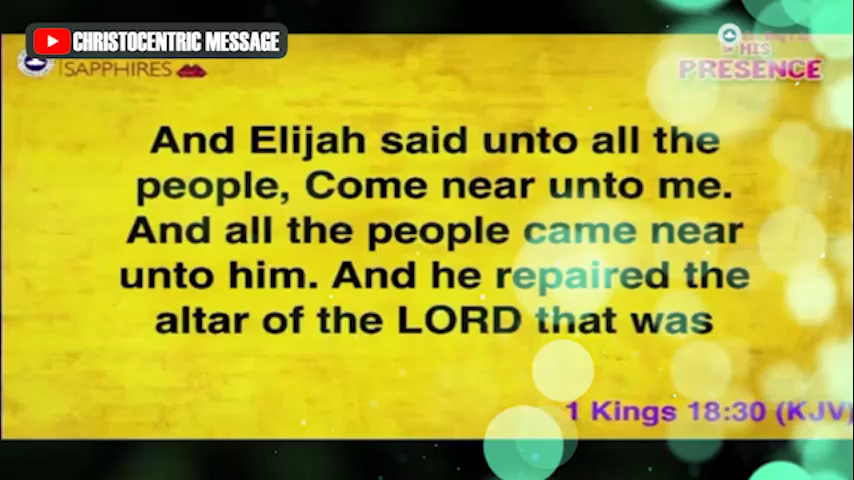 CHRISTOCENTRIC MESSAGE
SAPPHIRES
HIS
PRESENCE
And Elijah said unto all the
people, Come near unto me.
And all the people came near
unto him. And he repaired the
altar of the LORD that was
1 Kings 18:30 (KJV)